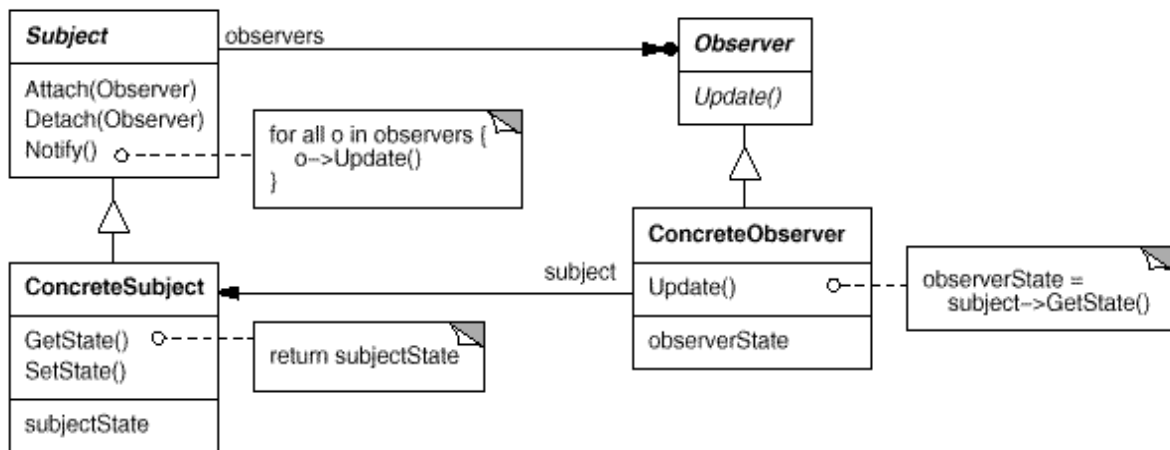 Subject
Attach(Observer)
Detach(Observer)
Notify()
observers
for all o in observers {
o−>Update()
}
Observer
Update()
ConcreteSubject
GetState()
SetState()
subjectState
return subjectState
subject
ConcreteObserver
Update()
observerState
observerState =
subject−>GetState()